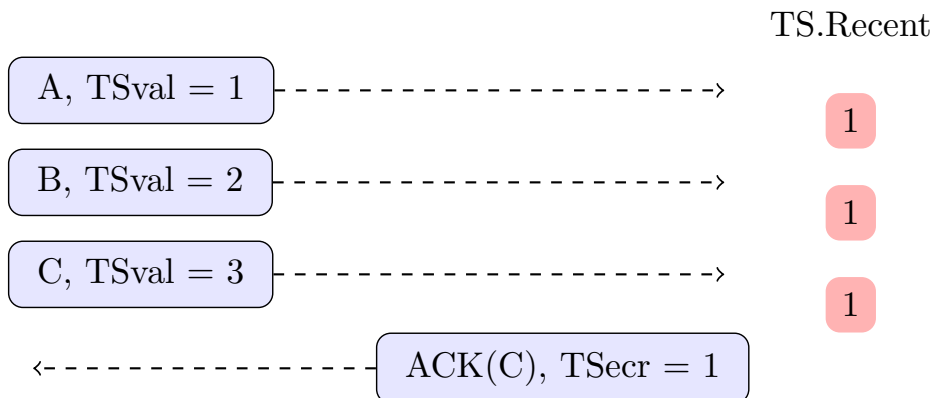 TS.Recent
A, TSval = 1
1
B, TSval = 2
1
C, TSval = 3
1
ACK(C), TSecr = 1